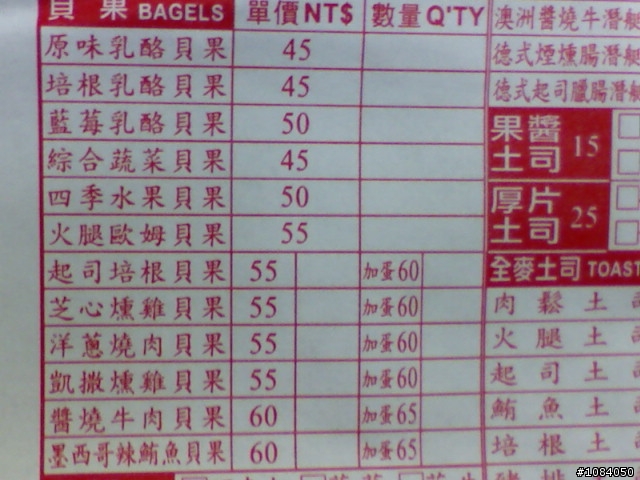 貝果 BAGELS 單價NT$ 數量Q'TY
原味乳酪貝果 45
培根乳酪貝果 45
藍莓乳酪貝果 50
綜合蔬菜貝果 45
四季水果貝果 50
火腿歐姆貝果 55
起司培根貝果 55 加蛋60
芝心燻雞貝果 55 加蛋60
洋蔥燒肉貝果 55 加蛋60
凱撒燻雞貝果 55 加蛋60
醬燒牛肉貝果 60 加蛋65
墨西哥辣鮪魚貝果 60 加蛋65
澳洲醬燒牛潛艇
德式煙燻腸潛艇
德式起司臘腸潛艇
果醬土司 15
厚片土司 25
全麥土司 TOAST
肉鬆土
火腿土
起司土
鮪魚土
培根土
豬排
#1084050